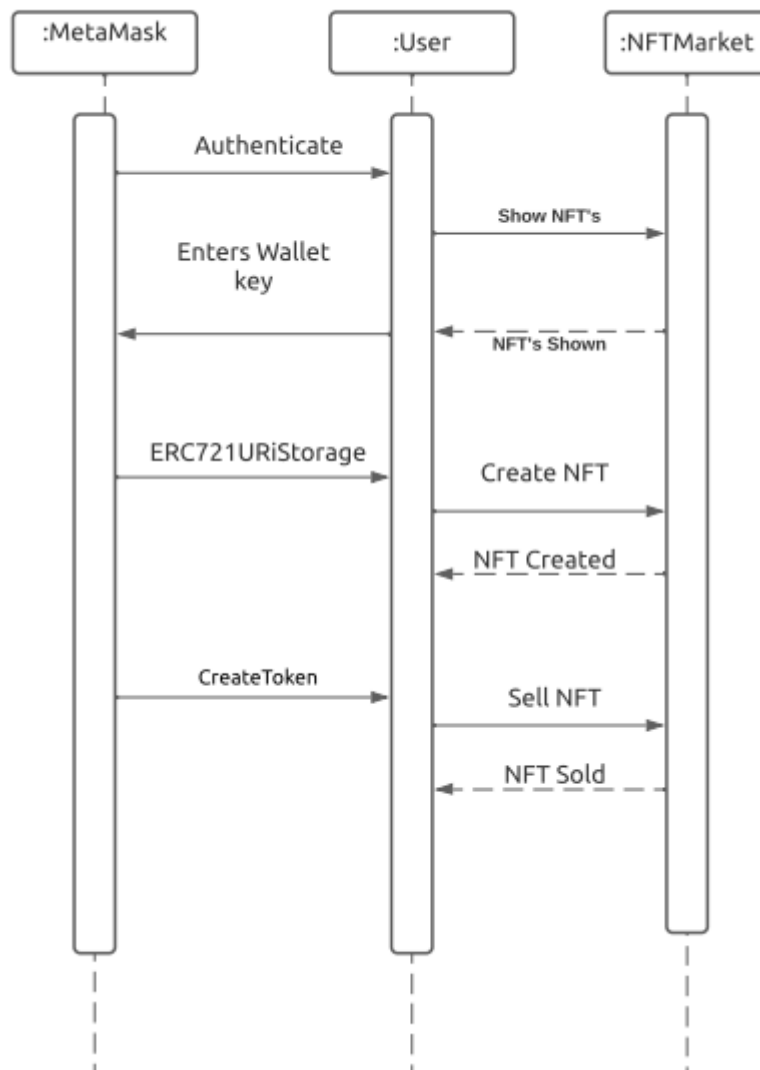 :MetaMask
:User
:NFTMarket
Authenticate
Show NFT's
Enters Wallet
key
NFT's Shown
ERC721URiStorage
Create NFT
NFT Created
CreateToken
Sell NFT
NFT Sold